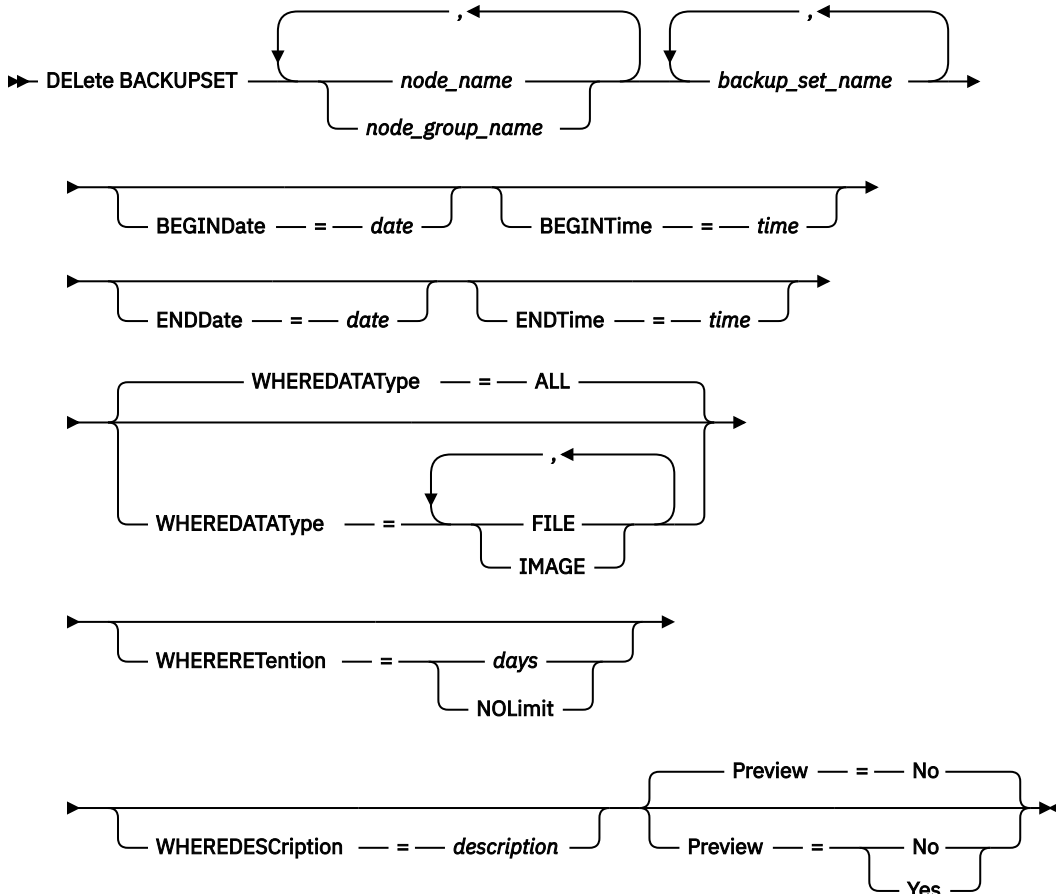 , ,
DELete BACKUPSET node_name backup_set_name
node_group_name
BEGINDate = date BEGINTime = time
ENDDate = date ENDTime = time
WHEREDATAType = ALL
,
WHEREDATAType = FILE
IMAGE
WHERERETention = days
NOLimit
Preview = No
WHEREDESCription = description Preview = No
Yes